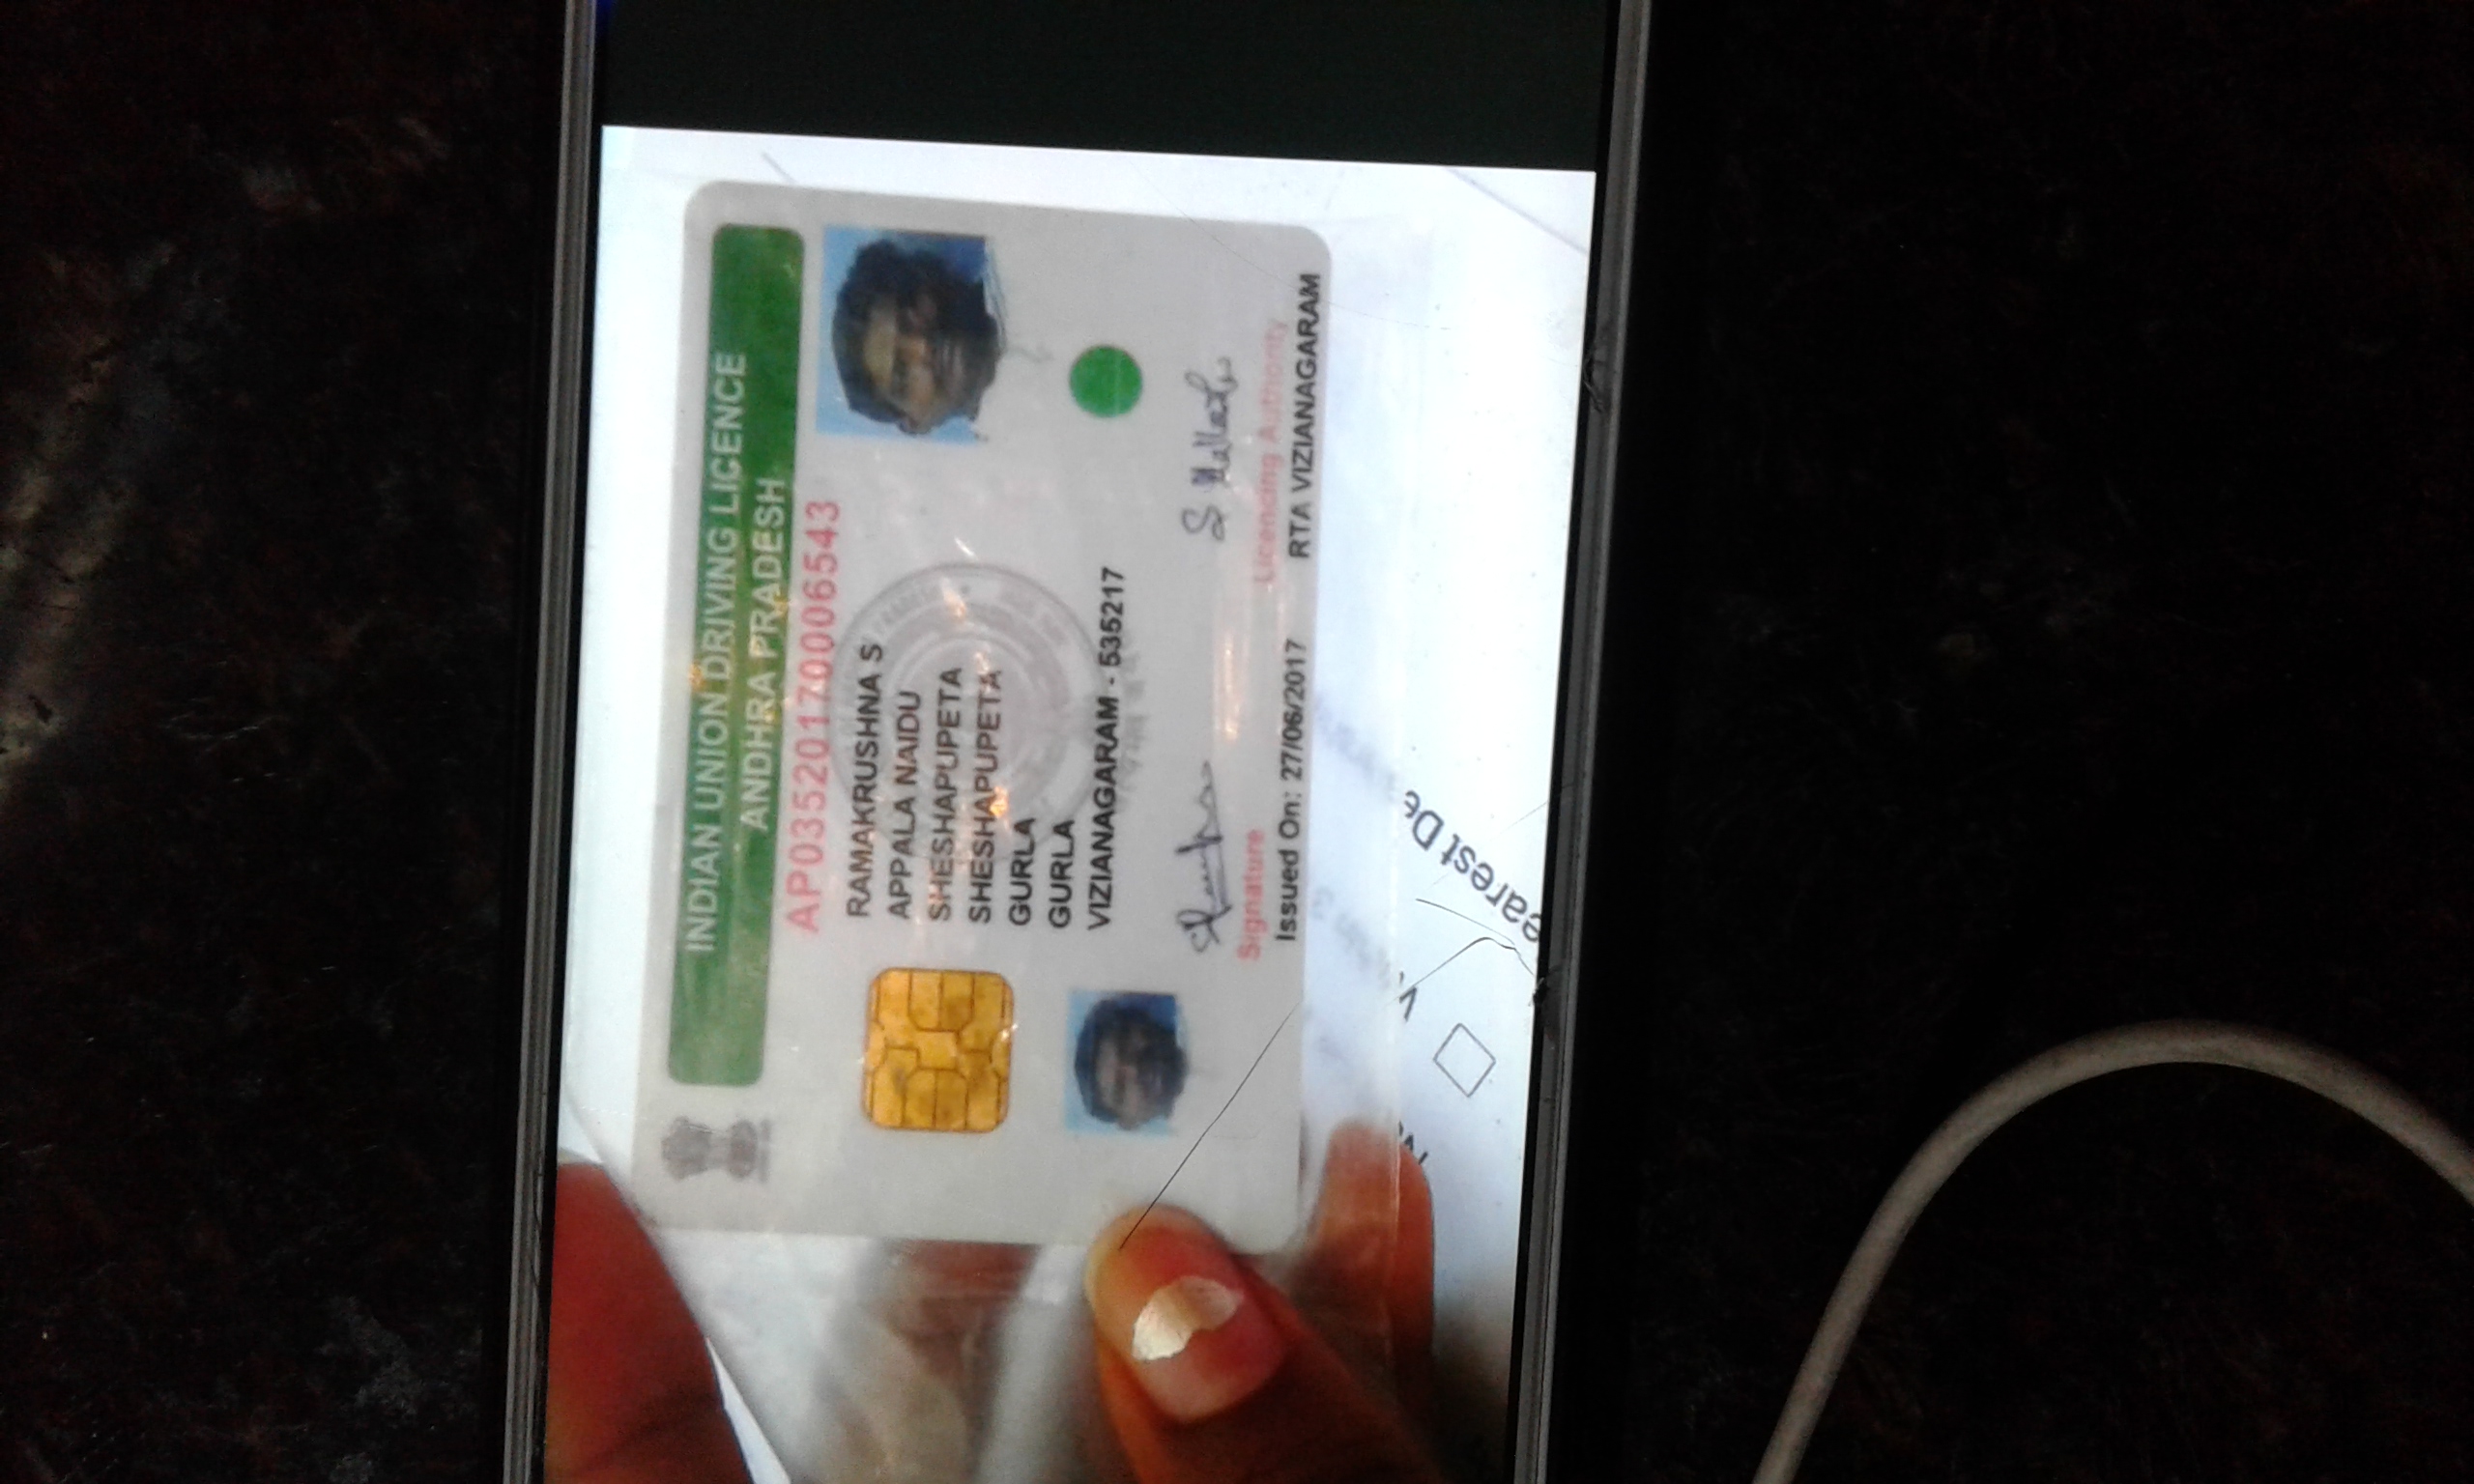 INDIAN UNION DRIVING LICENCE
ANDHRA PRADESH
AP03520170006543
RAMAKRUSHNA S
APPALA NAIDU
SHESHAPUPETA
SHESHAPUPETA
GURLA
GURLA
VIZIANAGARAM - 535217
Signature
Licencing Authority
Issued On: 27/06/2017
RTA VIZIANAGARAM
earest De